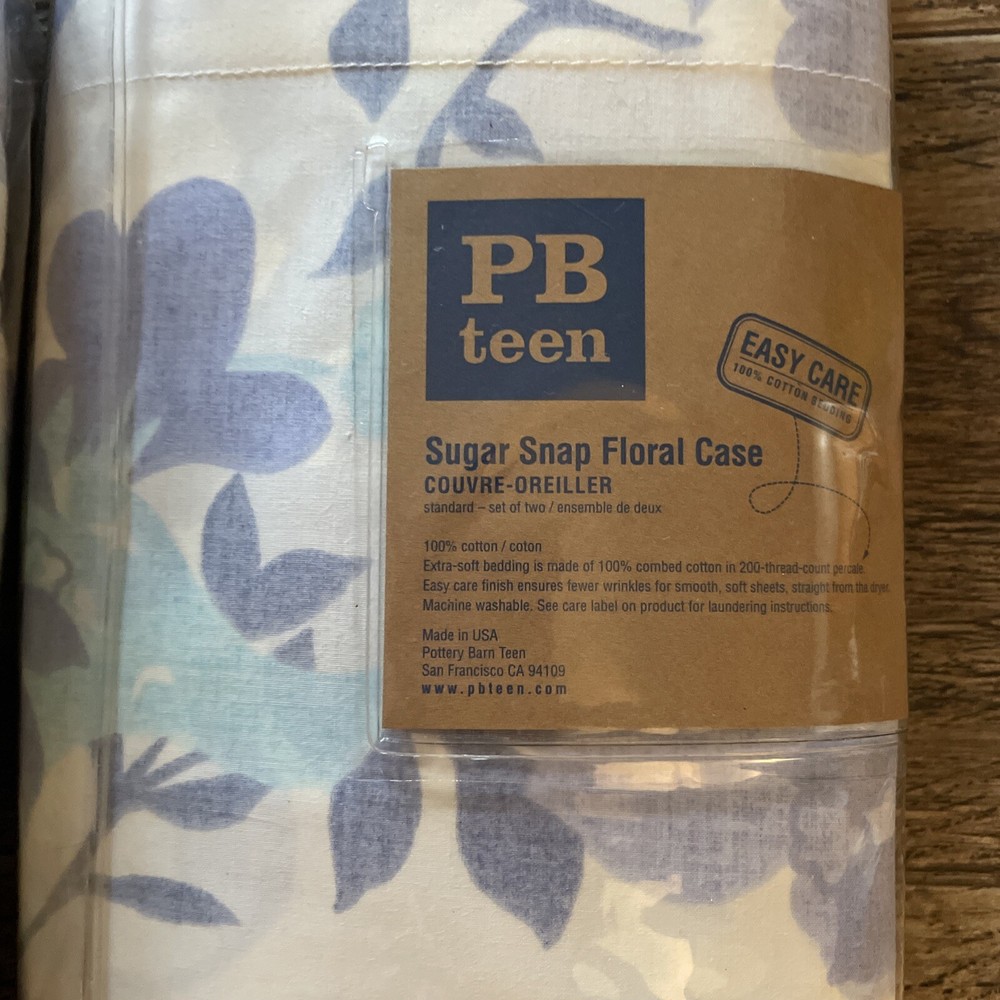 PB
teen
EASY CARE
100% COTTON BEDDING
Sugar Snap Floral Case
COUVRE-OREILLER
standard – set of two / ensemble de deux
100% cotton / coton
Extra-soft bedding is made of 100% combed cotton in 200-thread-count percale.
Easy care finish ensures fewer wrinkles for smooth, soft sheets, straight from the dryer.
Machine washable. See care label on product for laundering instructions.
Made in USA
Pottery Barn Teen
San Francisco CA 94109
www.pbteen.com